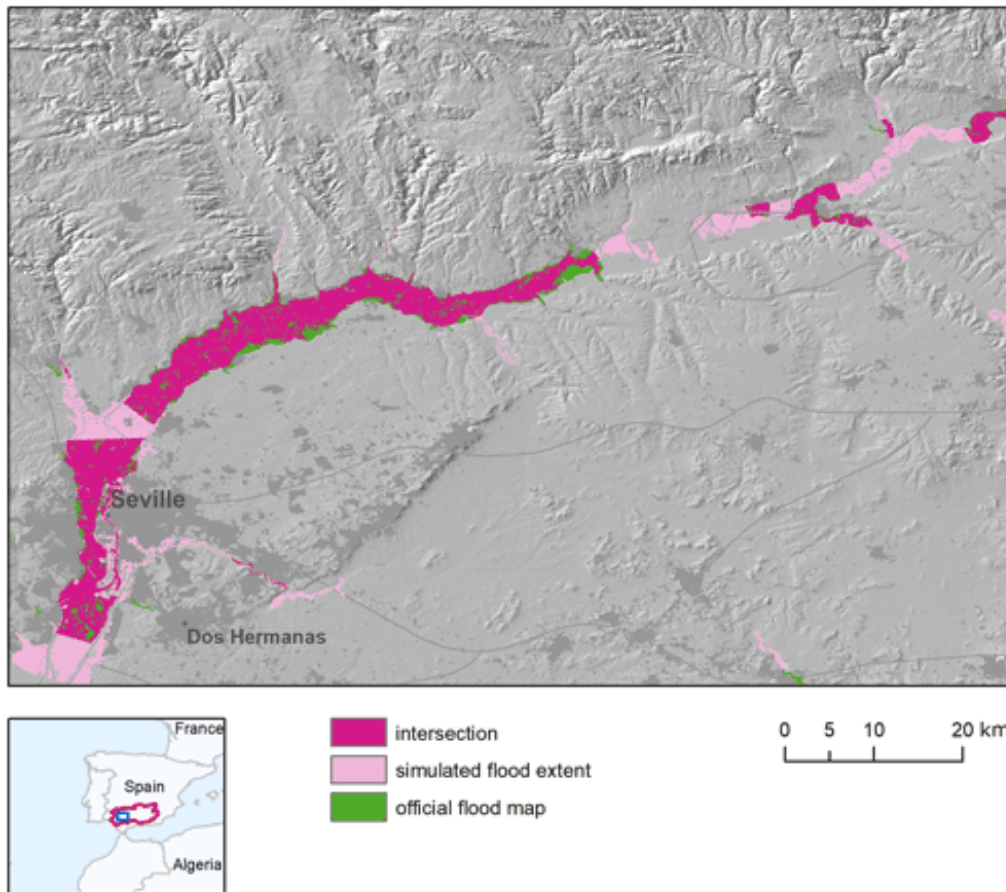 Seville
Dos Hermanas
France
Spain
Algeria
intersection
simulated flood extent
official flood map
0 5 10 20 km